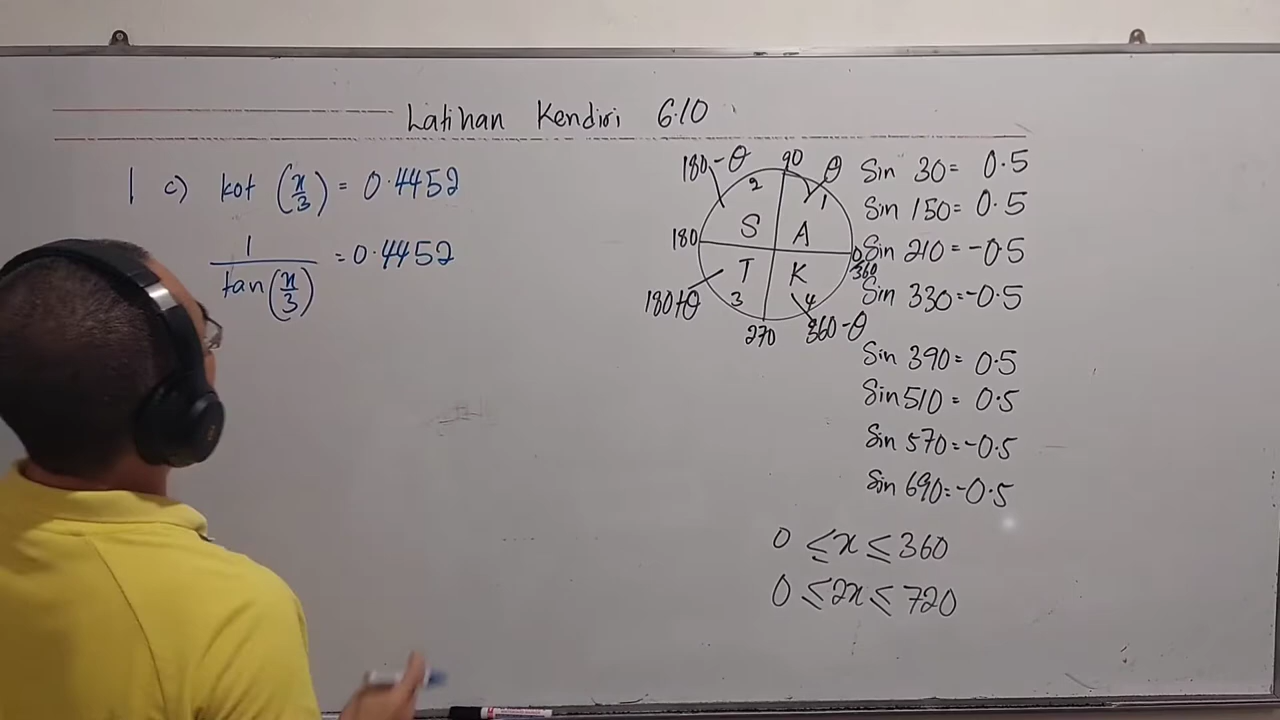 Latihan Kendiri 6.10
1 c) kot (x/3) = 0.4452
1/tan(x/3) = 0.4452
180-θ
90
θ
2
1
S
A
180
0
360
T
K
3
4
180+θ
270
360-θ
Sin 30 = 0.5
Sin 150 = 0.5
Sin 210 = -0.5
Sin 330 = -0.5
Sin 390 = 0.5
Sin 510 = 0.5
Sin 570 = -0.5
Sin 690 = -0.5
0 ≤ x ≤ 360
0 ≤ 2x ≤ 720